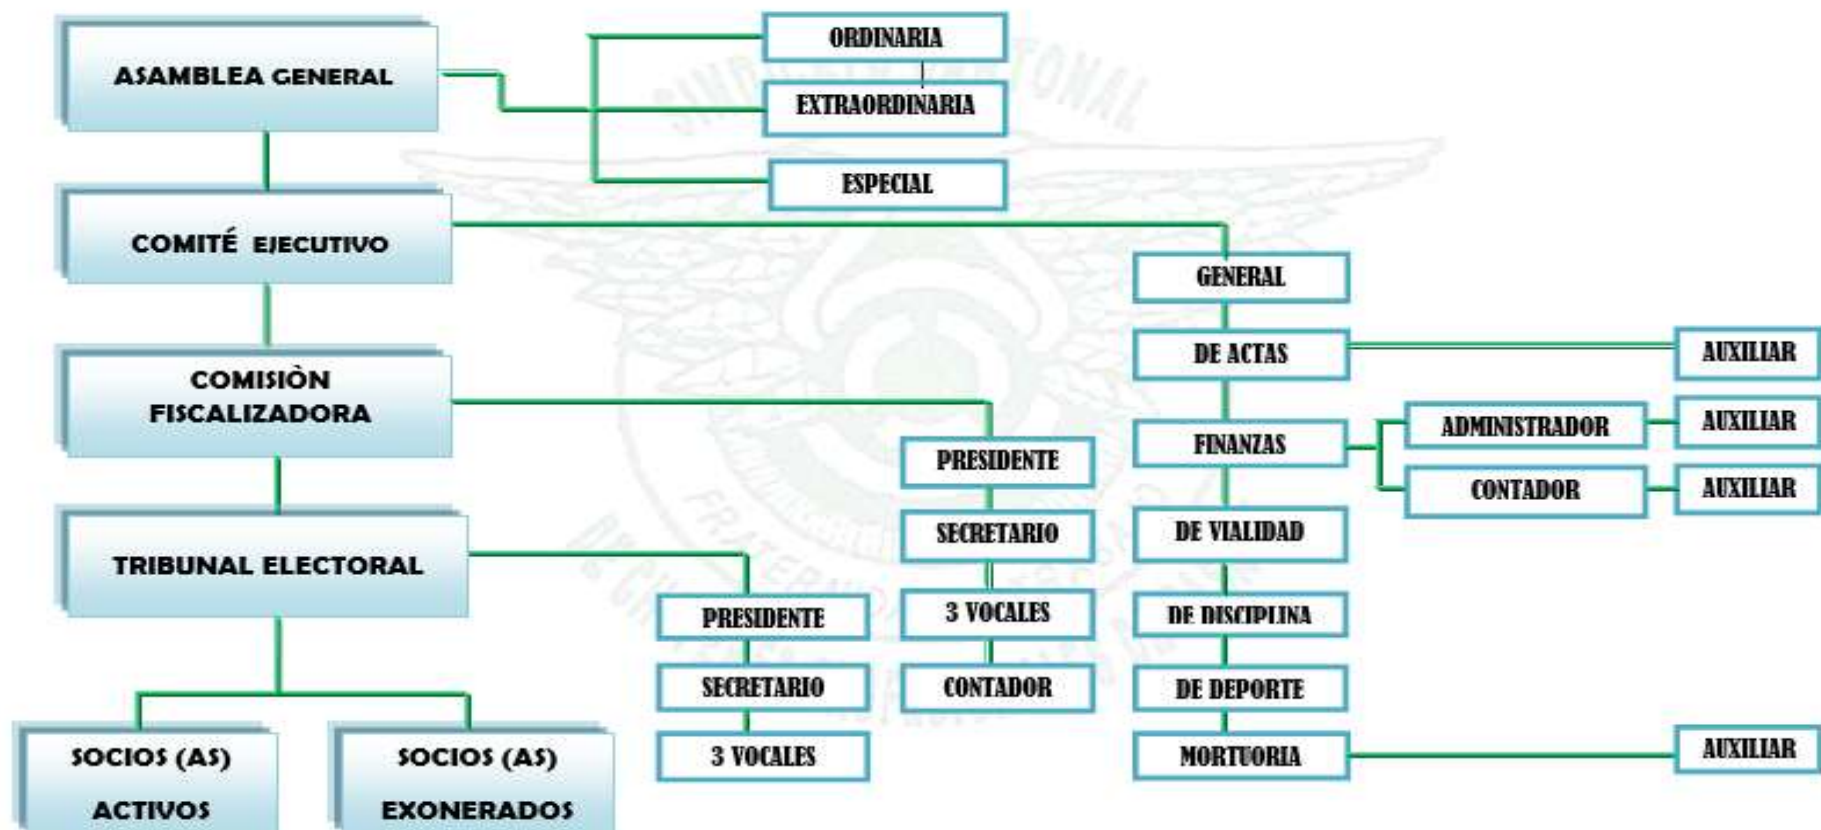 ASAMBLEA GENERAL
ORDINARIA
EXTRAORDINARIA
ESPECIAL
COMITÉ EJECUTIVO
GENERAL
DE ACTAS
AUXILIAR
FINANZAS
ADMINISTRADOR
AUXILIAR
CONTADOR
AUXILIAR
DE VIALIDAD
DE DISCIPLINA
DE DEPORTE
MORTUORIA
AUXILIAR
COMISIÒN
FISCALIZADORA
PRESIDENTE
SECRETARIO
3 VOCALES
CONTADOR
TRIBUNAL ELECTORAL
PRESIDENTE
SECRETARIO
3 VOCALES
SOCIOS (AS)
ACTIVOS
SOCIOS (AS)
EXONERADOS